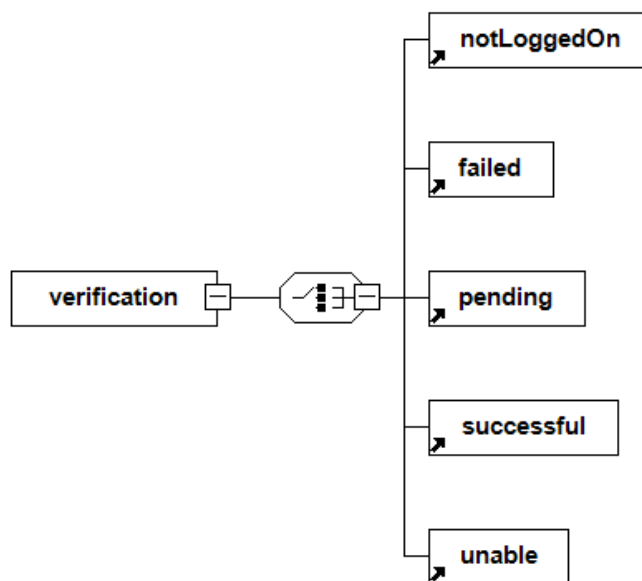 notLoggedOn
failed
verification
pending
successful
unable